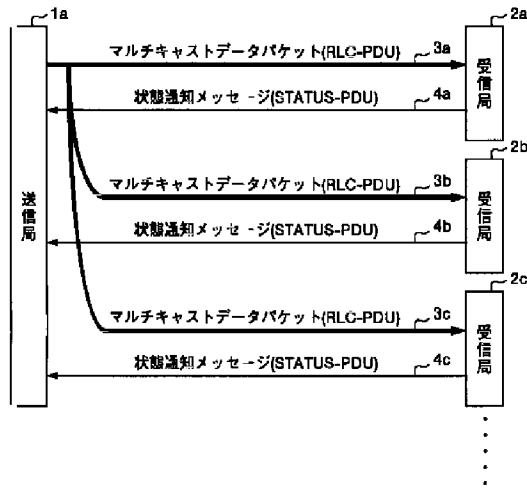 1a
2a
マルチキャストデータパケット(RLC-PDU)
3a
状態通知メッセージ(STATUS-PDU)
4a
受信局
2b
マルチキャストデータパケット(RLC-PDU)
3b
状態通知メッセージ(STATUS-PDU)
4b
受信局
送信局
2c
マルチキャストデータパケット(RLC-PDU)
3c
状態通知メッセージ(STATUS-PDU)
4c
受信局